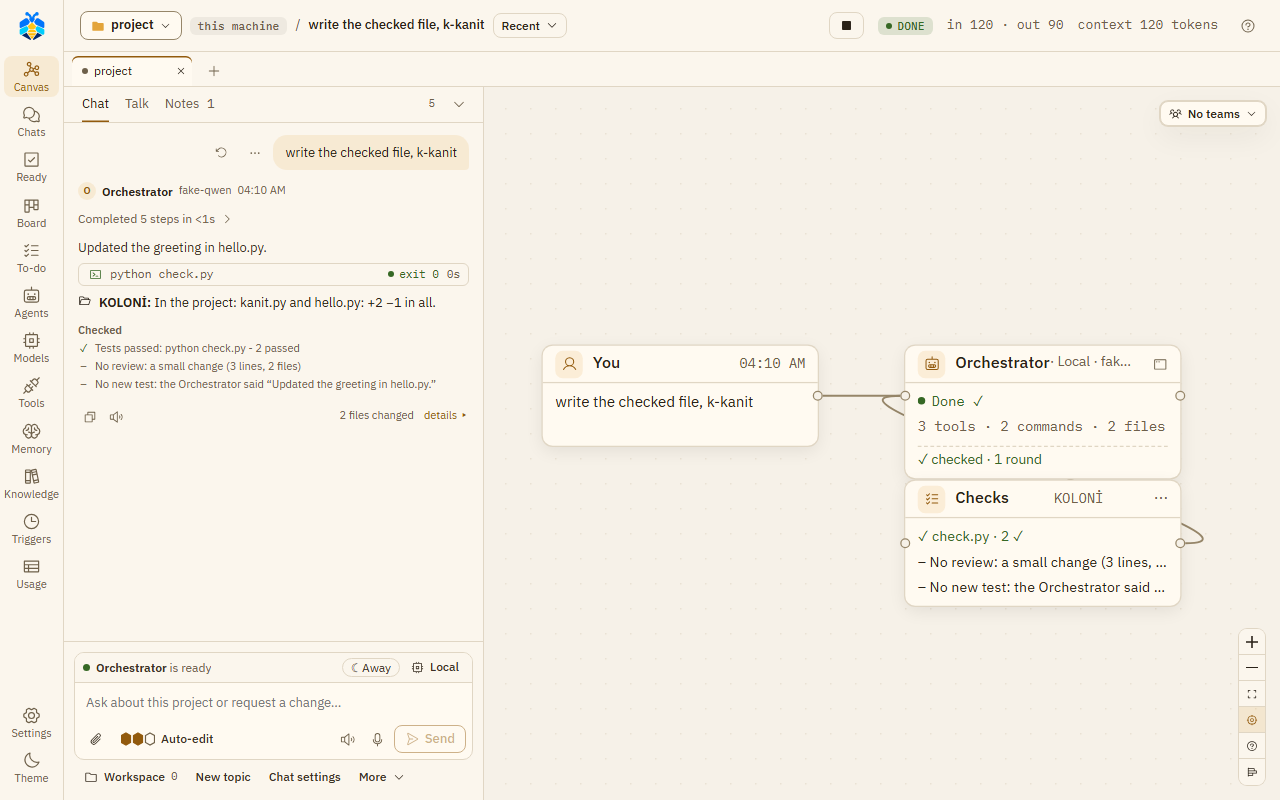 project
this machine
/
write the checked file, k-kanit
Recent
DONE
in 120 · out 90
context 120 tokens
Canvas
Chats
Ready
Board
To-do
Agents
Models
Tools
Memory
Knowledge
Triggers
Usage
Settings
Theme
project
Chat
Talk
Notes 1
5
write the checked file, k-kanit
O
Orchestrator fake-qwen 04:10 AM
Completed 5 steps in <1s
Updated the greeting in hello.py.
python check.py
exit 0 0s
KOLONİ: In the project: kanit.py and hello.py: +2 −1 in all.
Checked
✓ Tests passed: python check.py - 2 passed
– No review: a small change (3 lines, 2 files)
– No new test: the Orchestrator said “Updated the greeting in hello.py.”
2 files changed
details
Orchestrator is ready
Away
Local
Ask about this project or request a change...
Auto-edit
Send
Workspace 0
New topic
Chat settings
More
No teams
You
04:10 AM
write the checked file, k-kanit
Orchestrator · Local · fak...
Done ✓
3 tools · 2 commands · 2 files
✓ checked · 1 round
Checks
KOLONİ
✓ check.py · 2 ✓
– No review: a small change (3 lines, ...
– No new test: the Orchestrator said ...